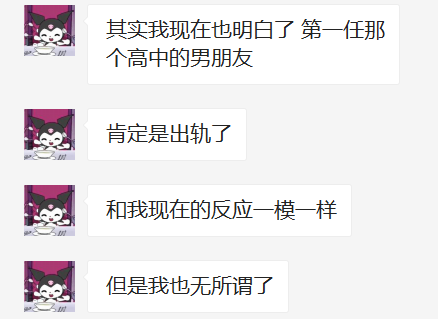 其实我现在也明白了 第一任那
个高中的男朋友
肯定是出轨了
和我现在的反应一模一样
但是我也无所谓了